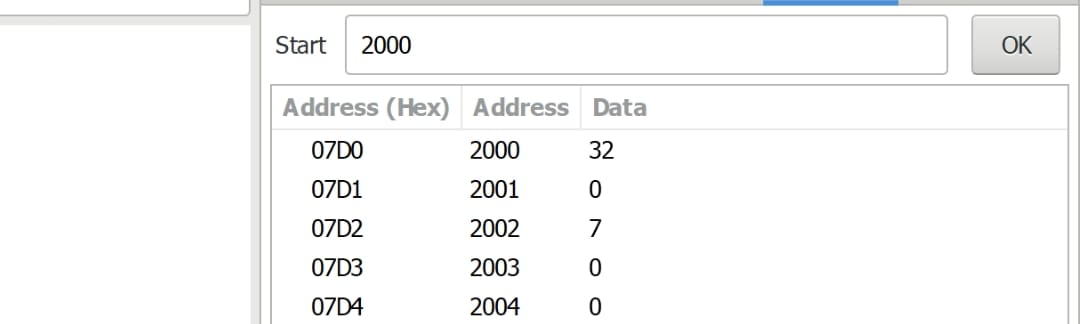 Start 2000 OK
Address (Hex) Address Data
07D0 2000 32
07D1 2001 0
07D2 2002 7
07D3 2003 0
07D4 2004 0